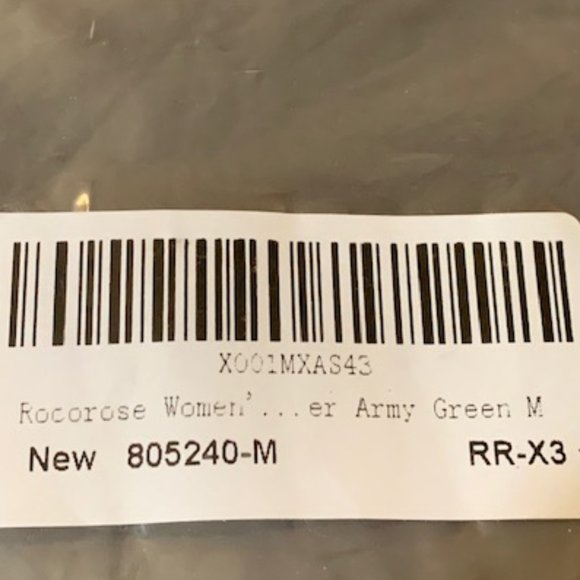 X001MXAS43
Rocorose Women'...er Army Green M
New 805240-M RR-X3